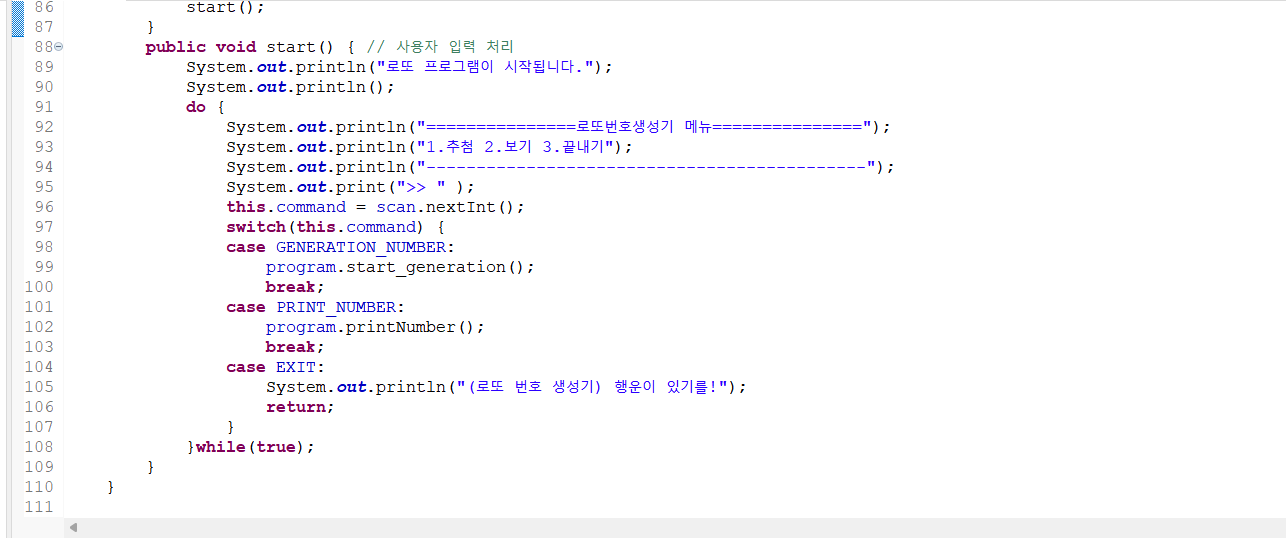 86 start();
87 }
88 public void start() { // 사용자 입력 처리
89 System.out.println("로또 프로그램이 시작됩니다.");
90 System.out.println();
91 do {
92 System.out.println("===============로또번호생성기 메뉴===============");
93 System.out.println("1.추첨 2.보기 3.끝내기");
94 System.out.println("--------------------------------------------");
95 System.out.print(">> " );
96 this.command = scan.nextInt();
97 switch(this.command) {
98 case GENERATION_NUMBER:
99 program.start_generation();
100 break;
101 case PRINT_NUMBER:
102 program.printNumber();
103 break;
104 case EXIT:
105 System.out.println("(로또 번호 생성기) 행운이 있기를!");
106 return;
107 }
108 }while(true);
109 }
110 }
111